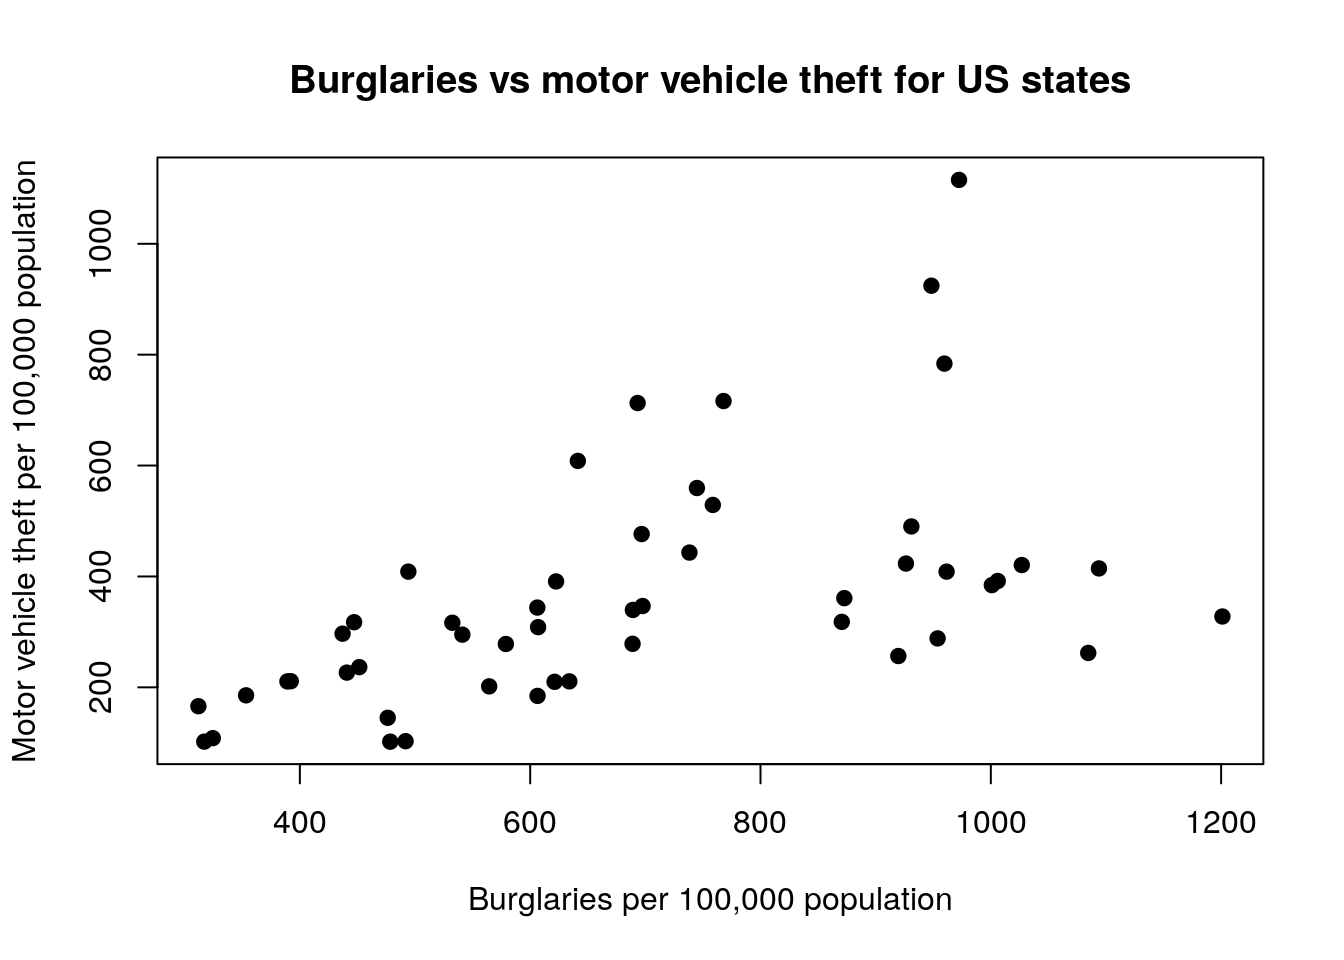 Burglaries vs motor vehicle theft for US states
Motor vehicle theft per 100,000 population
1000
800
600
400
200
400 600 800 1000 1200
Burglaries per 100,000 population